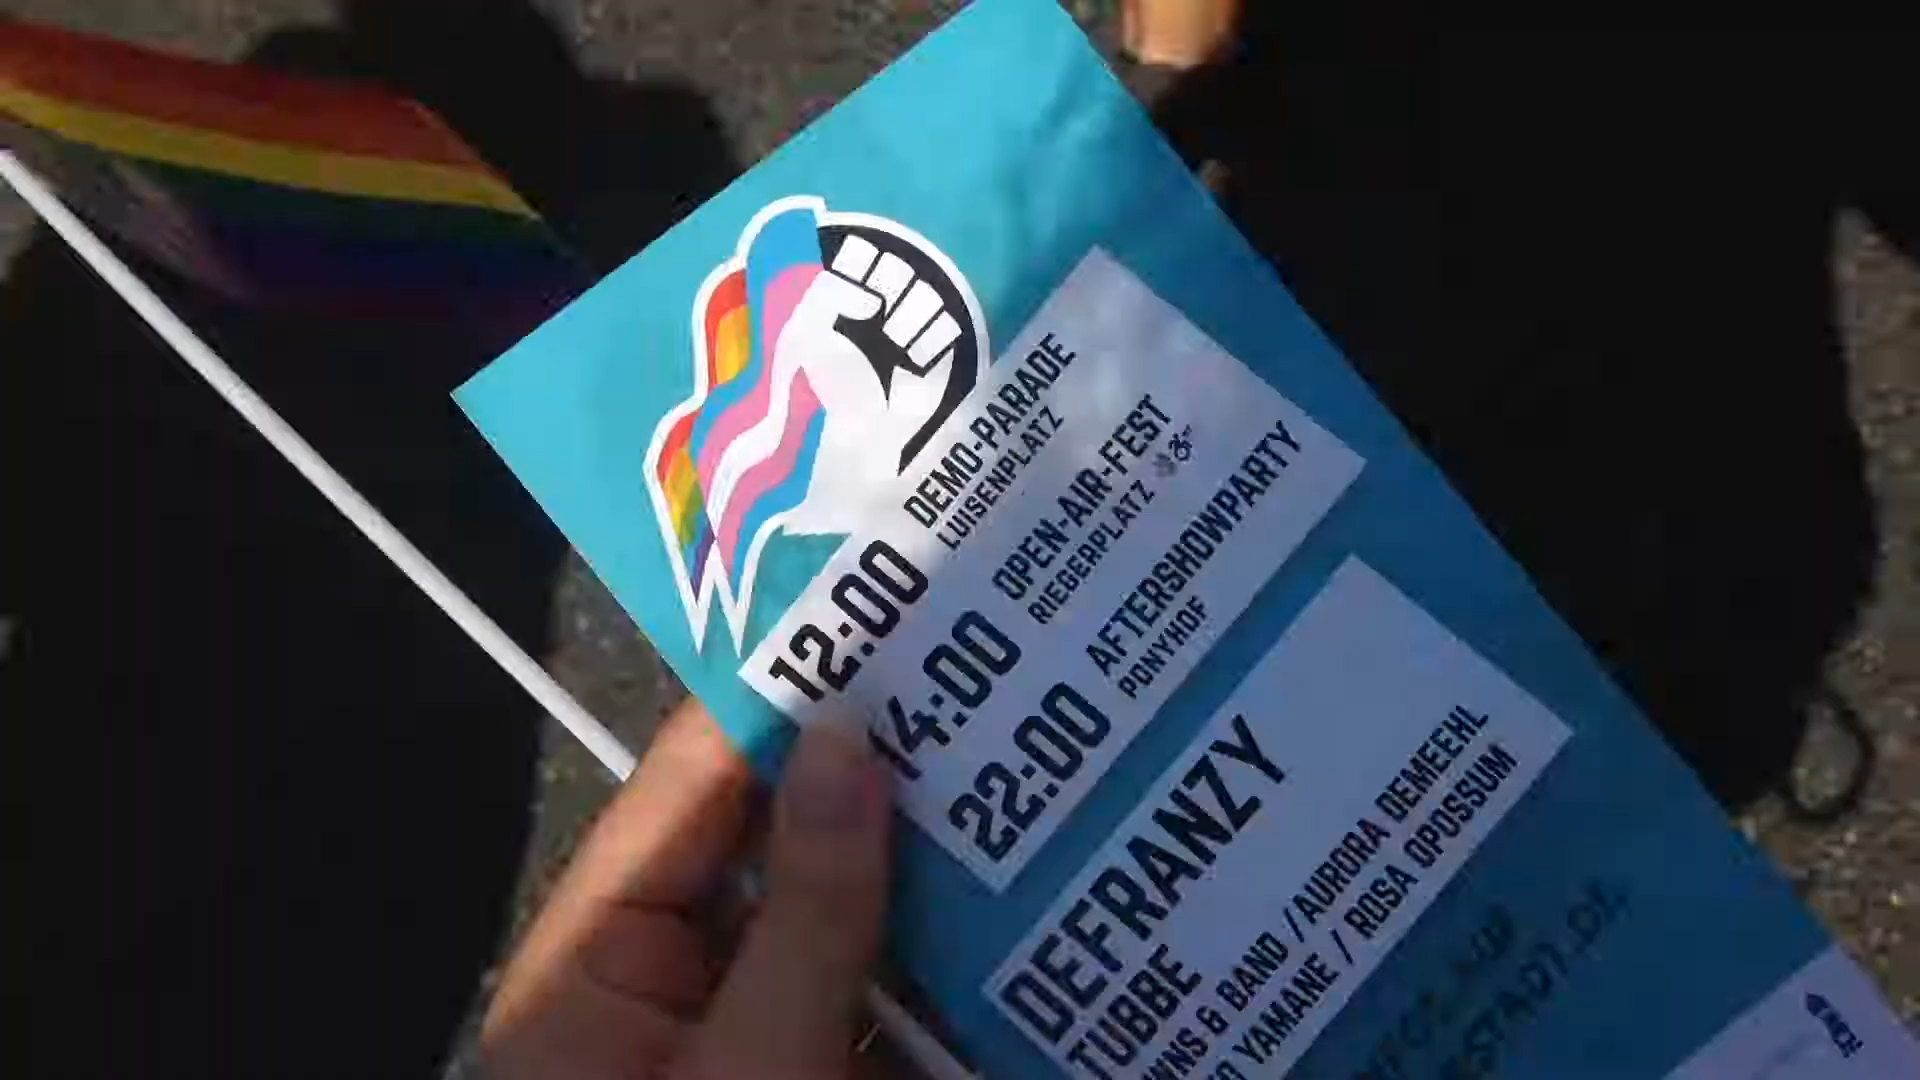 12:00 DEMO-PARADE
LUISENPLATZ
14:00 OPEN-AIR-FEST
RIEGERPLATZ
22:00 AFTERSHOWPARTY
PONYHOF
DEFRANZY
TUBBE
& BAND / AURORA DEMEEHL
YAMANE / ROSA OPOSSUM